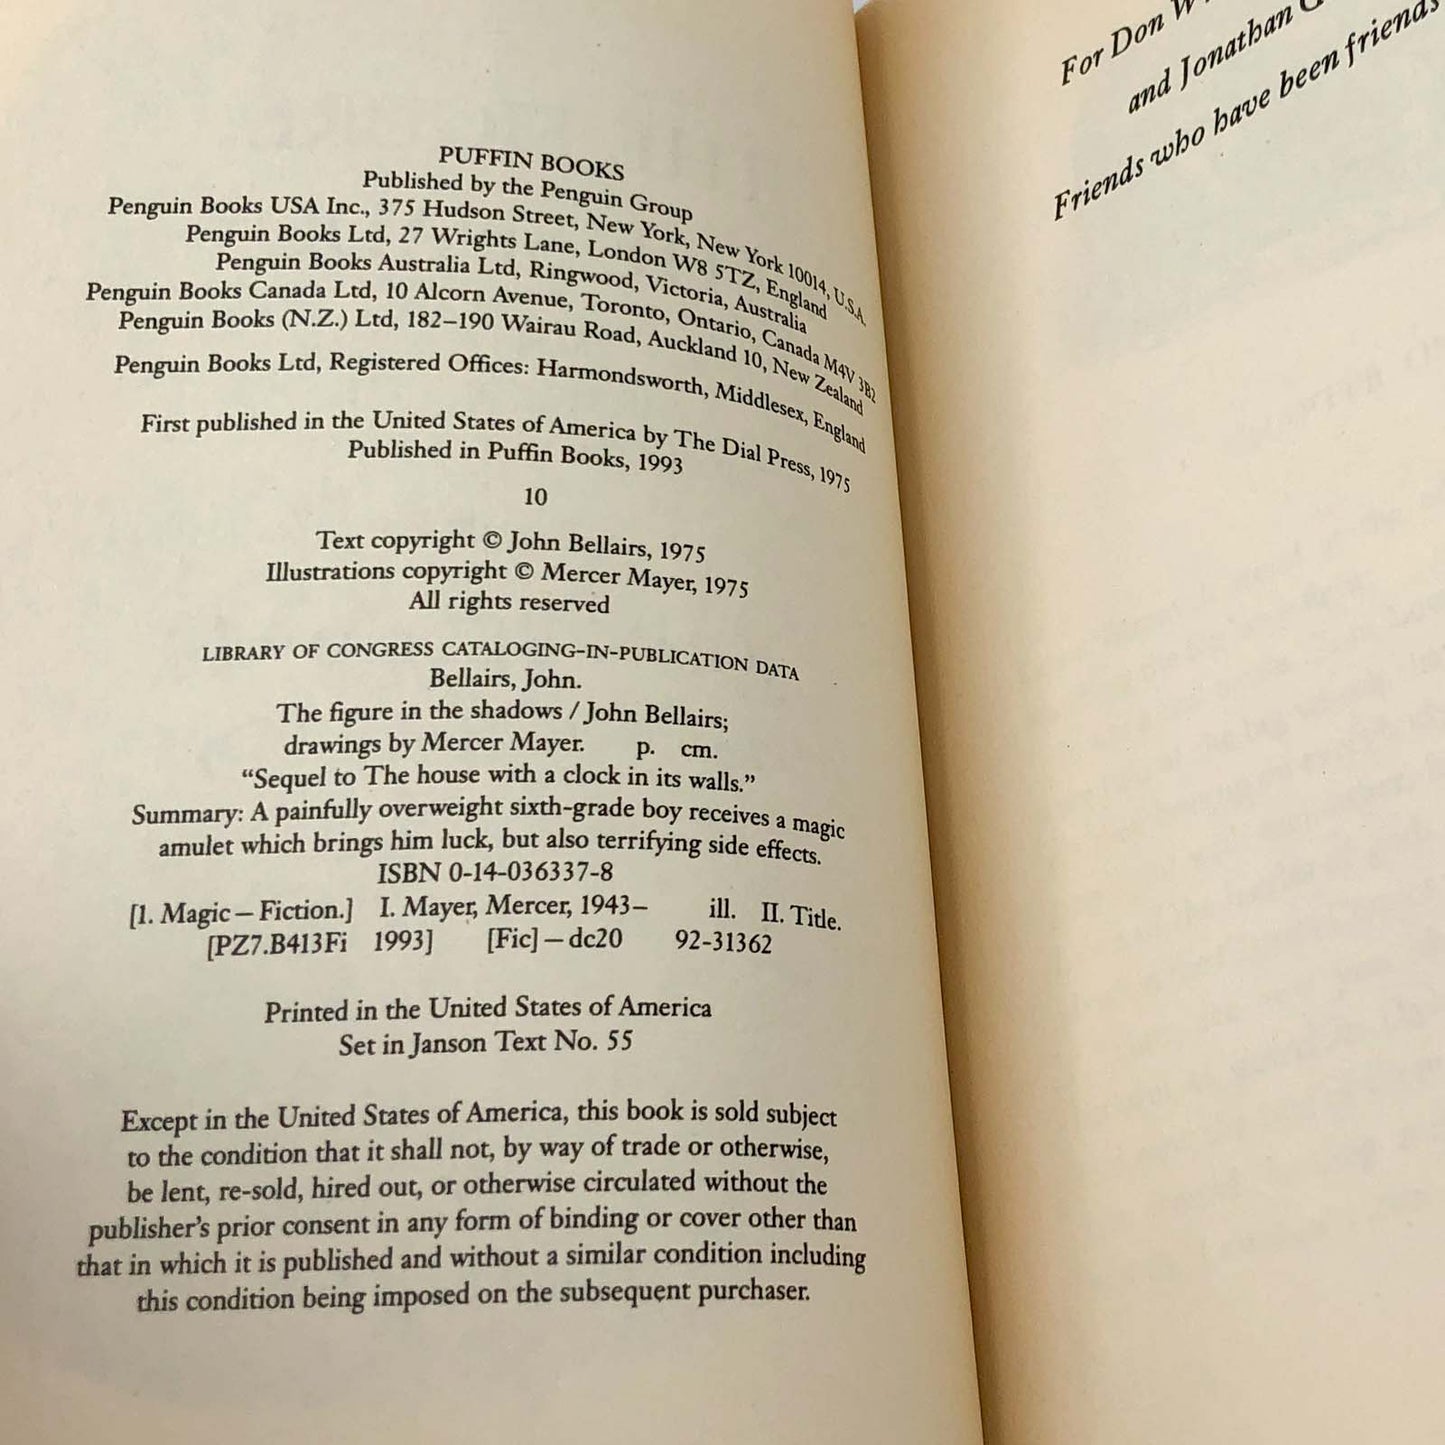 PUFFIN BOOKS
Published by the Penguin Group
Penguin Books USA Inc., 375 Hudson Street, New York, New York 10014, U.S.A.
Penguin Books Ltd, 27 Wrights Lane, London W8 5TZ, England
Penguin Books Australia Ltd, Ringwood, Victoria, Australia
Penguin Books Canada Ltd, 10 Alcorn Avenue, Toronto, Ontario, Canada M4V 3B2
Penguin Books (N.Z.) Ltd, 182–190 Wairau Road, Auckland 10, New Zealand
Penguin Books Ltd, Registered Offices: Harmondsworth, Middlesex, England
First published in the United States of America by The Dial Press, 1975
Published in Puffin Books, 1993
10
Text copyright © John Bellairs, 1975
Illustrations copyright © Mercer Mayer, 1975
All rights reserved
LIBRARY OF CONGRESS CATALOGING-IN-PUBLICATION DATA
Bellairs, John.
The figure in the shadows / John Bellairs;
drawings by Mercer Mayer. p. cm.
“Sequel to The house with a clock in its walls.”
Summary: A painfully overweight sixth-grade boy receives a magic
amulet which brings him luck, but also terrifying side effects.
ISBN 0-14-036337-8
[1. Magic—Fiction.] I. Mayer, Mercer, 1943– ill. II. Title.
[PZ7.B413Fi 1993] [Fic]—dc20 92-31362
Printed in the United States of America
Set in Janson Text No. 55
Except in the United States of America, this book is sold subject
to the condition that it shall not, by way of trade or otherwise,
be lent, re-sold, hired out, or otherwise circulated without the
publisher’s prior consent in any form of binding or cover other than
that in which it is published and without a similar condition including
this condition being imposed on the subsequent purchaser.
For Don
and Jonathan
Friends who have been friends